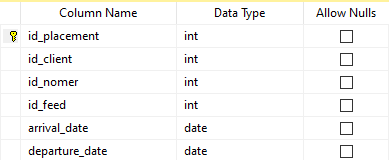 Column Name Data Type Allow Nulls
id_placement int
id_client int
id_nomer int
id_feed int
arrival_date date
departure_date date